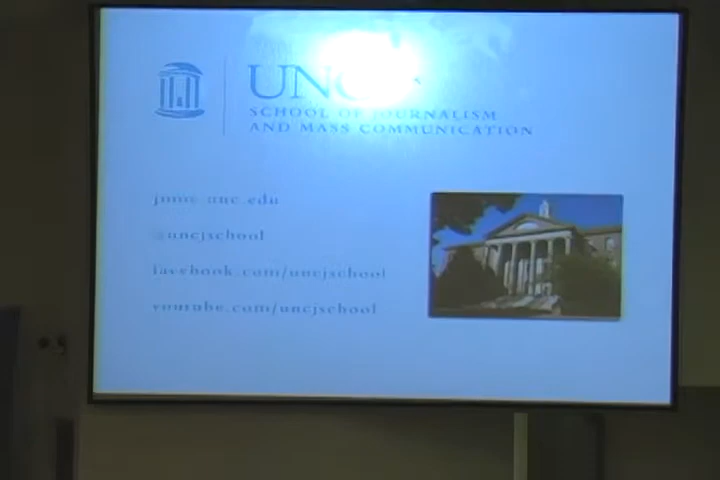 UNC
SCHOOL OF JOURNALISM
AND MASS COMMUNICATION
jomc.unc.edu
@uncjschool
facebook.com/uncjschool
youtube.com/uncjschool